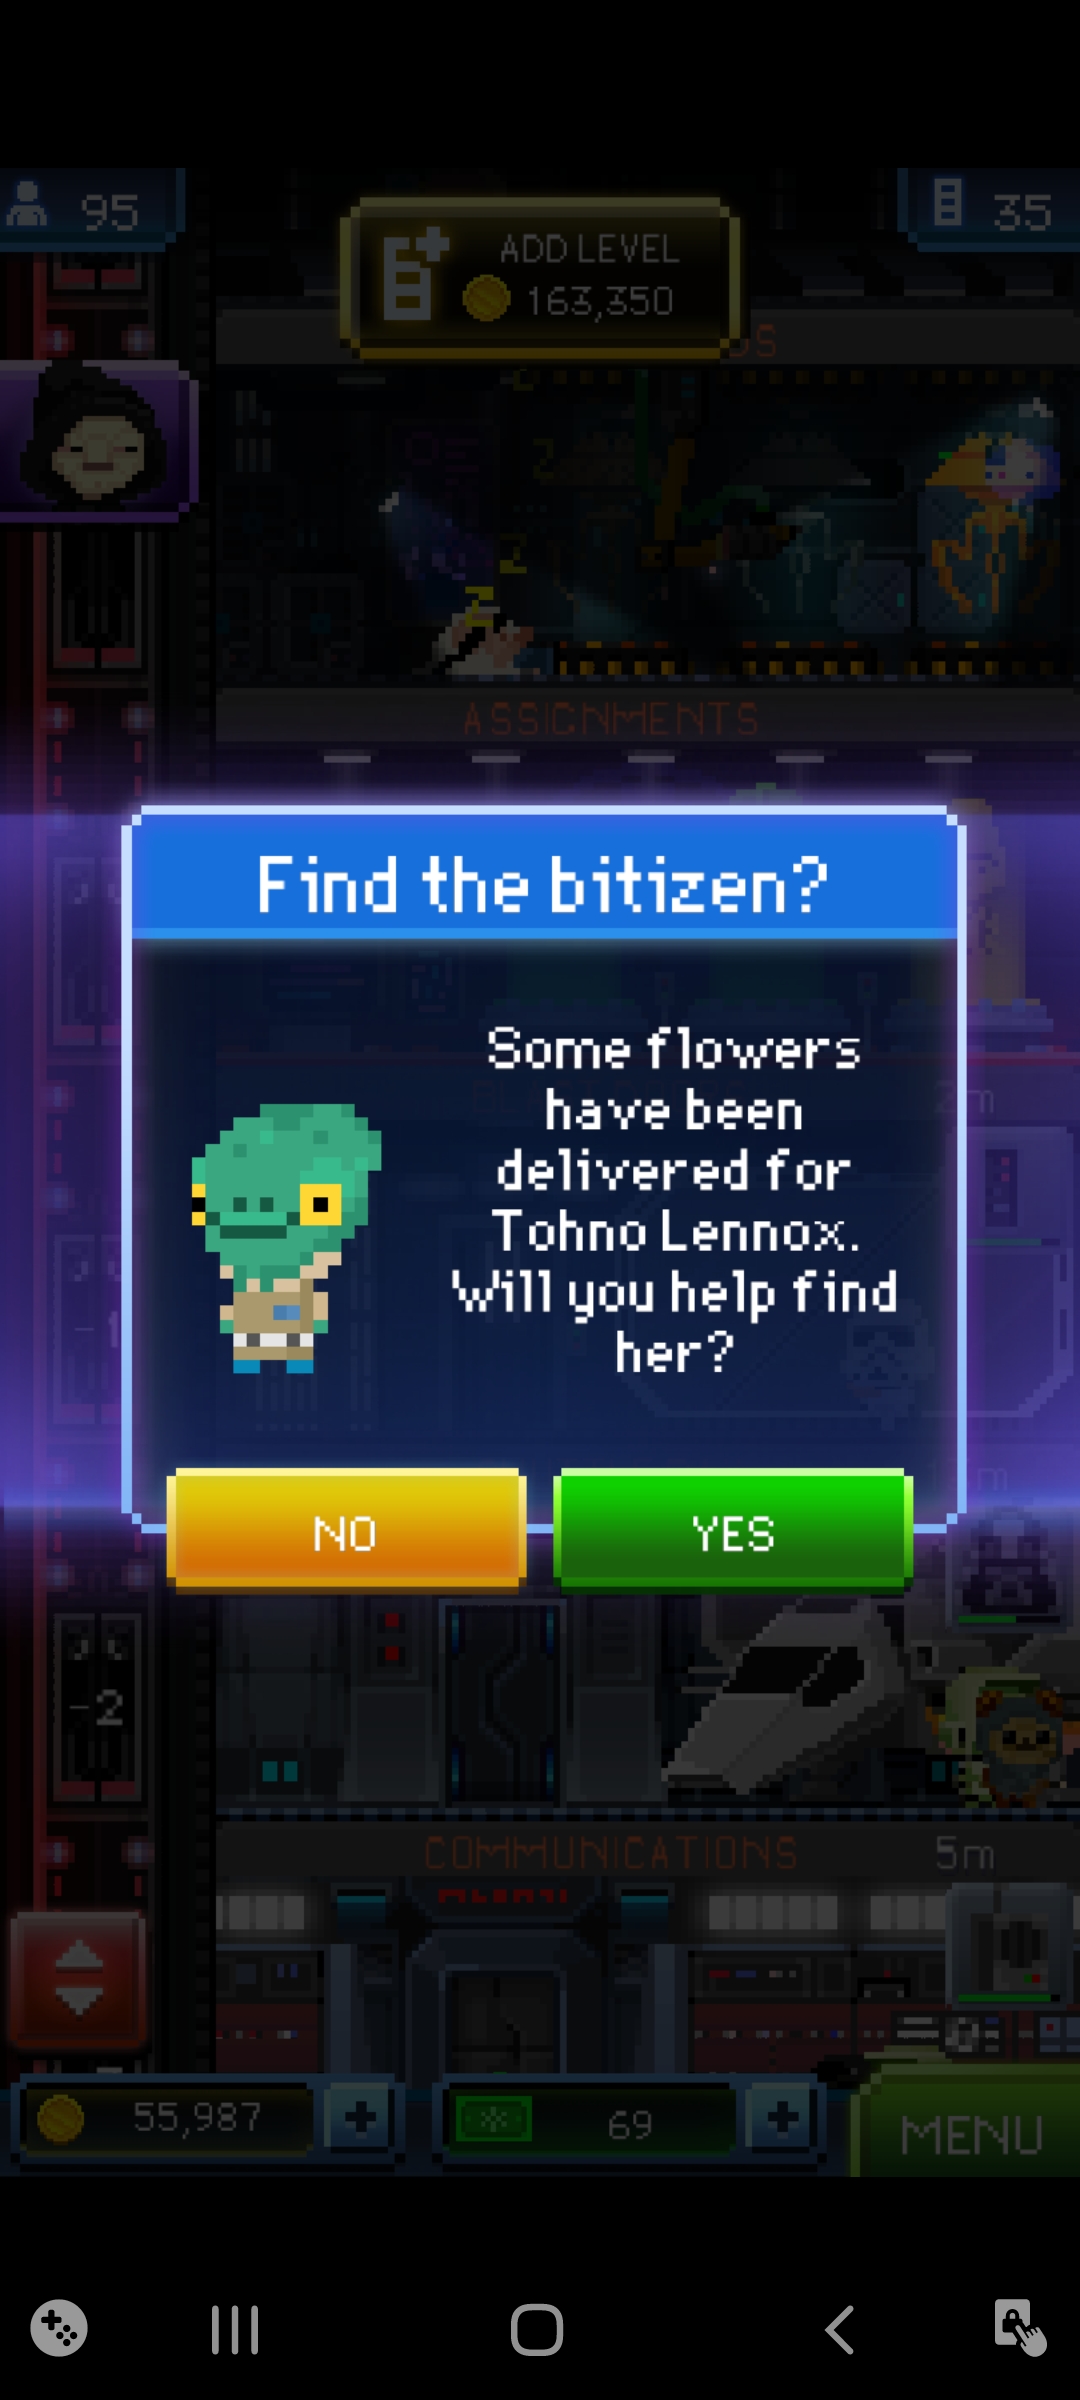 95
ADD LEVEL
163,350
35
ASSIGNMENTS
Find the bitizen?
Some flowers
have been
delivered for
Tohno Lennox.
Will you help find
her?
NO
YES
-2
COMMUNICATIONS
5m
55,987
69
MENU